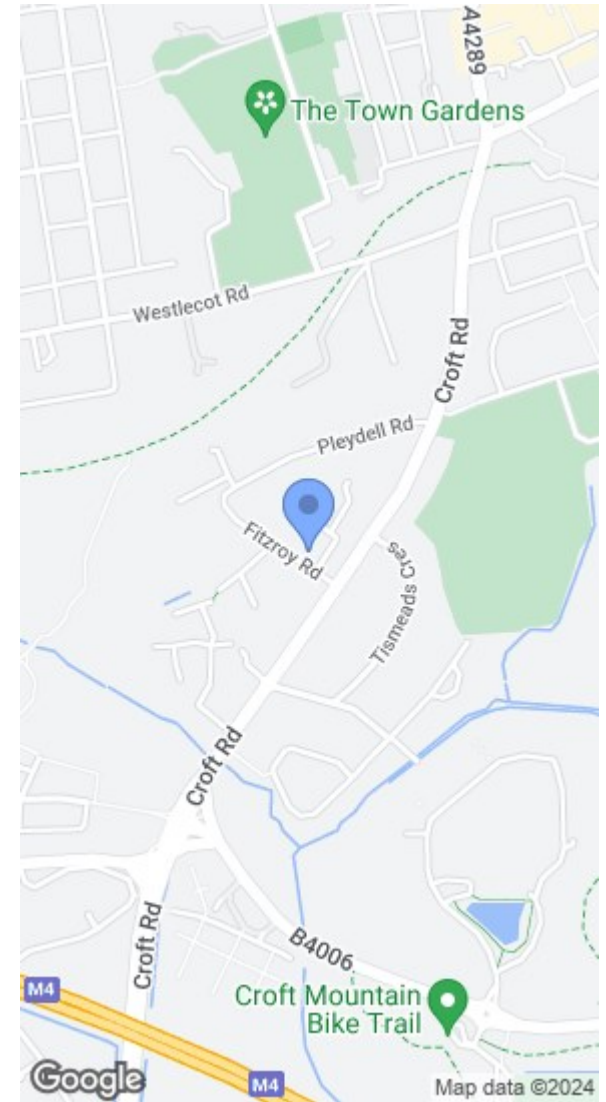 A4289
The Town Gardens
Westlecot Rd
Croft Rd
Pleydell Rd
Fitzroy Rd
Tismeads Cres
Croft Rd
Croft Rd
B4006
M4
Croft Mountain
Bike Trail
Google
M4
Map data ©2024